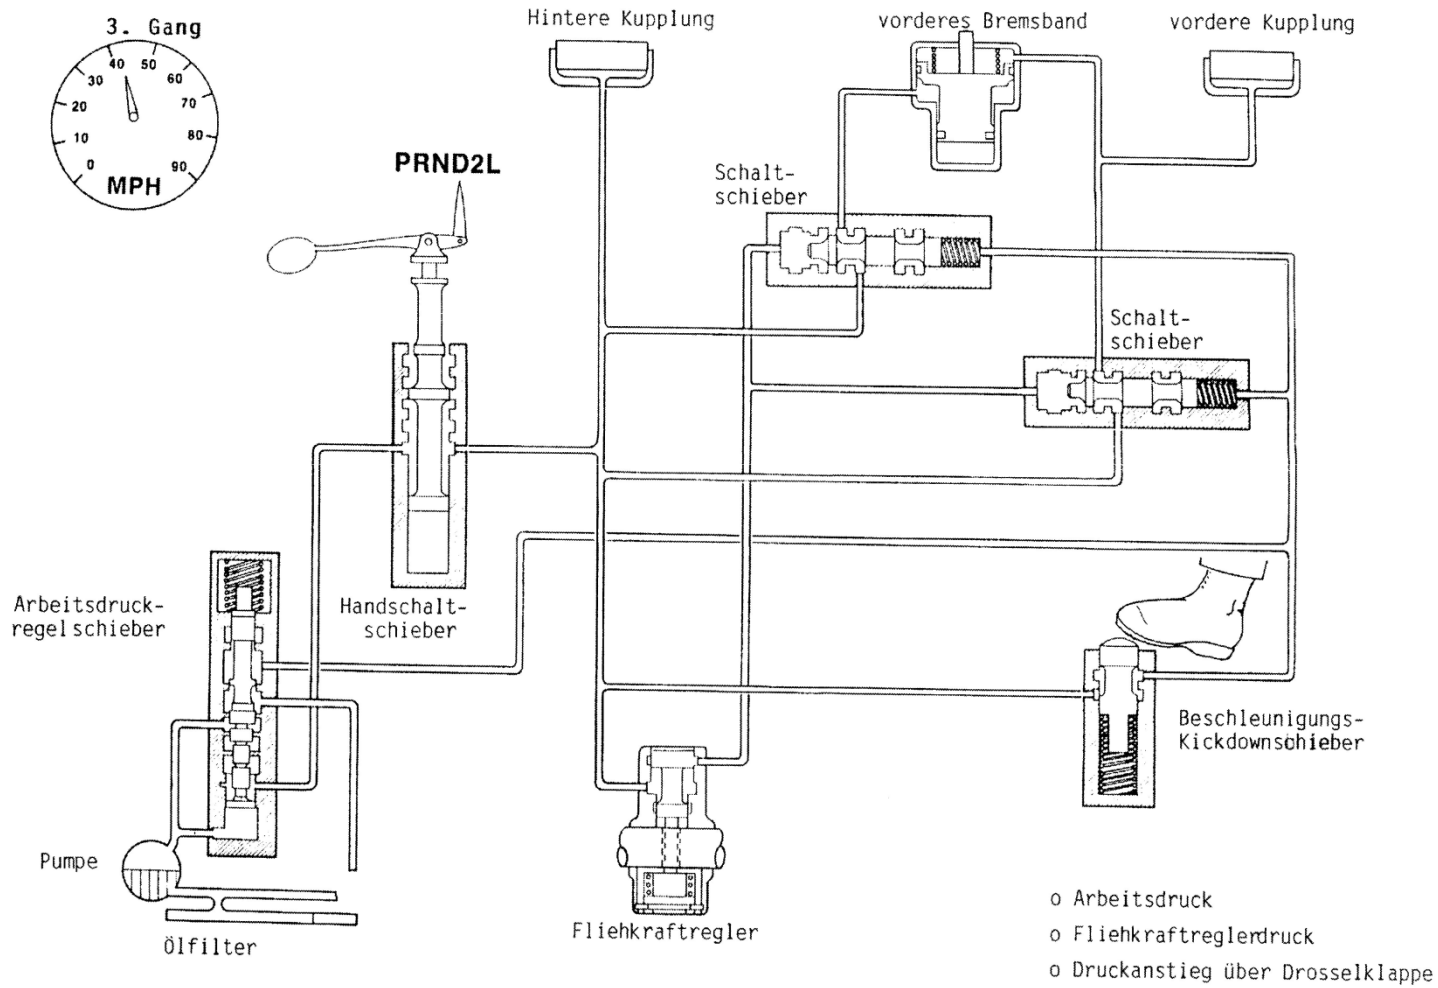 3. Gang
0
10
20
30
40
50
60
70
80
90
MPH
Hintere Kupplung
vorderes Bremsband
vordere Kupplung
PRND2L
Schalt-
schieber
Schalt-
schieber
Arbeitsdruck-
regelschieber
Handschalt-
schieber
Beschleunigungs-
Kickdownschieber
Pumpe
Ölfilter
Fliehkraftregler
o Arbeitsdruck
o Fliehkraftreglerdruck
o Druckanstieg über Drosselklappe